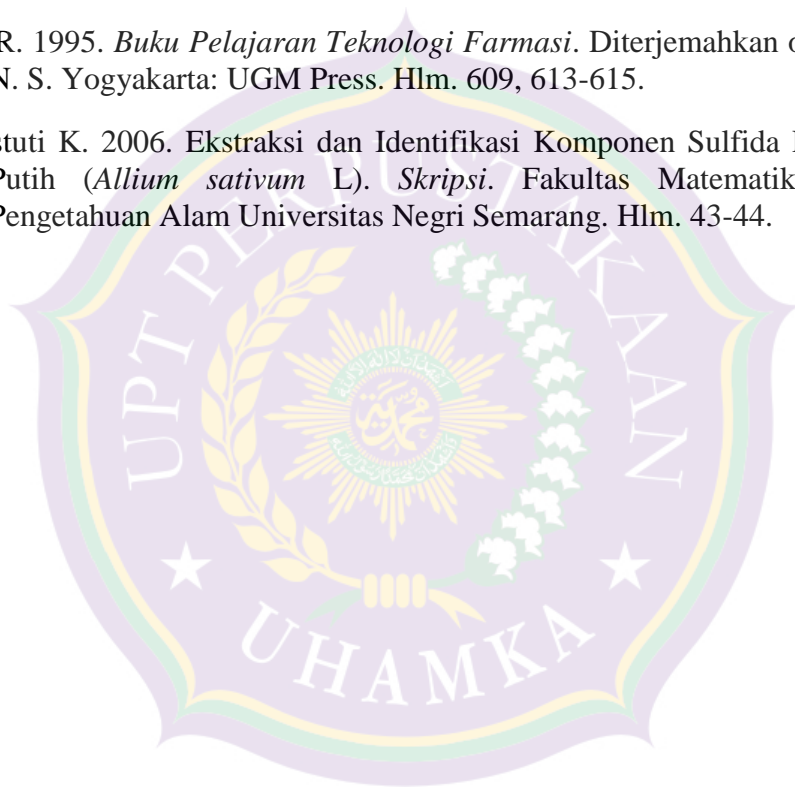 R. 1995. Buku Pelajaran Teknologi Farmasi. Diterjemahkan
N. S. Yogyakarta: UGM Press. Hlm. 609, 613-615.
stuti K. 2006. Ekstraksi dan Identifikasi Komponen Sulfida
Putih (Allium sativum L). Skripsi. Fakultas Matematik
Pengetahuan Alam Universitas Negri Semarang. Hlm. 43-44.
UPT PERPUSTAKAAN
محمدية
UHAMKA